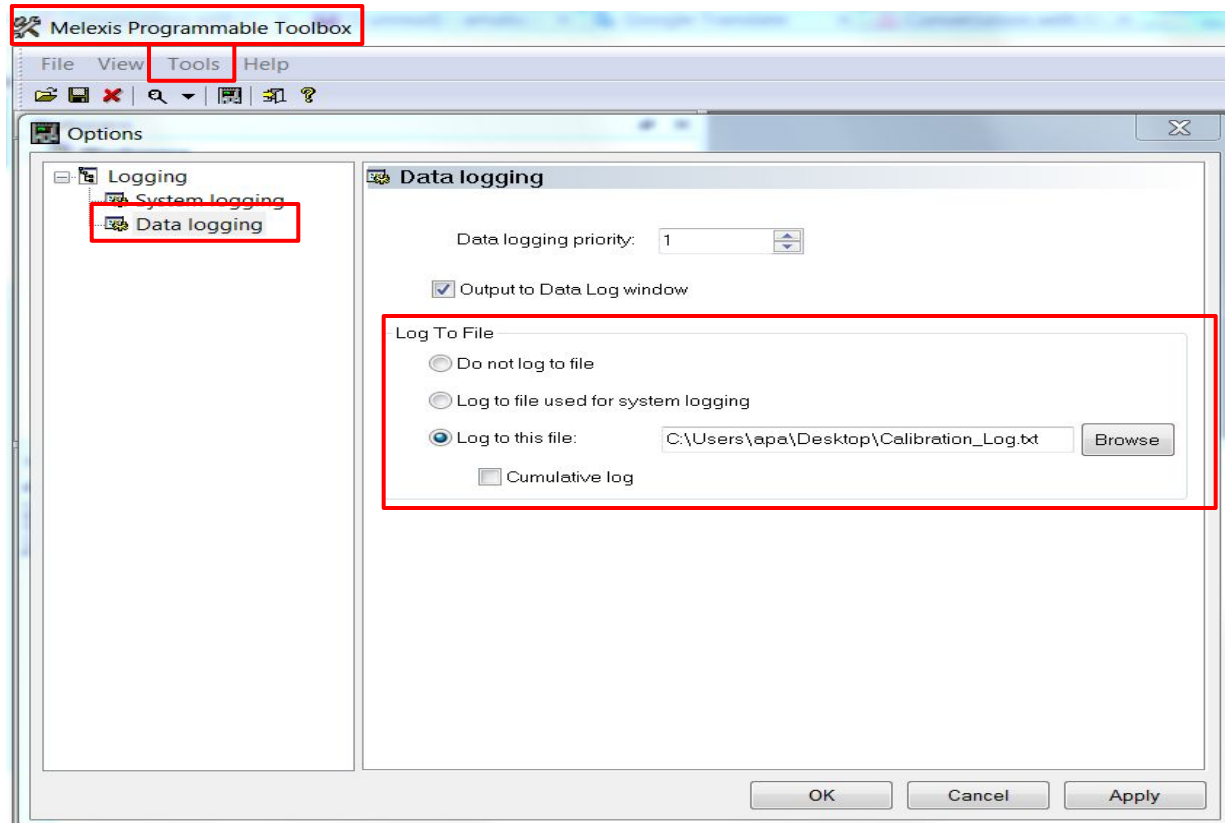 Melexis Programmable Toolbox
File View Tools Help
Options
Logging
System logging
Data logging
Data logging
Data logging priority: 1
Output to Data Log window
Log To File
Do not log to file
Log to file used for system logging
Log to this file: C:\Users\apa\Desktop\Calibration_Log.txt Browse
Cumulative log
OK Cancel Apply